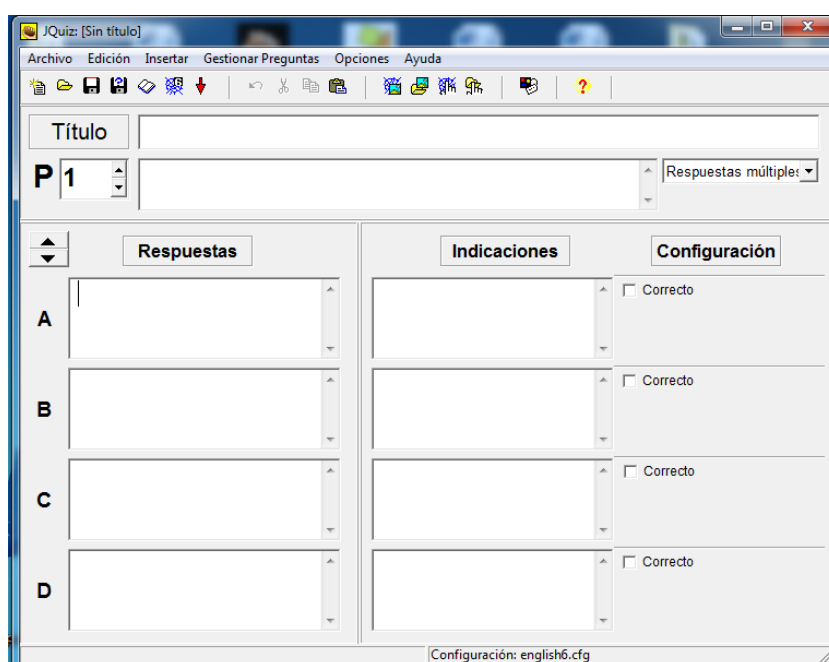 JQuiz: [Sin título]
Archivo Edición Insertar Gestionar Preguntas Opciones Ayuda
Título
P 1 Respuestas múltiples
Respuestas Indicaciones Configuración
A Correcto
B Correcto
C Correcto
D Correcto
Configuración: english6.cfg